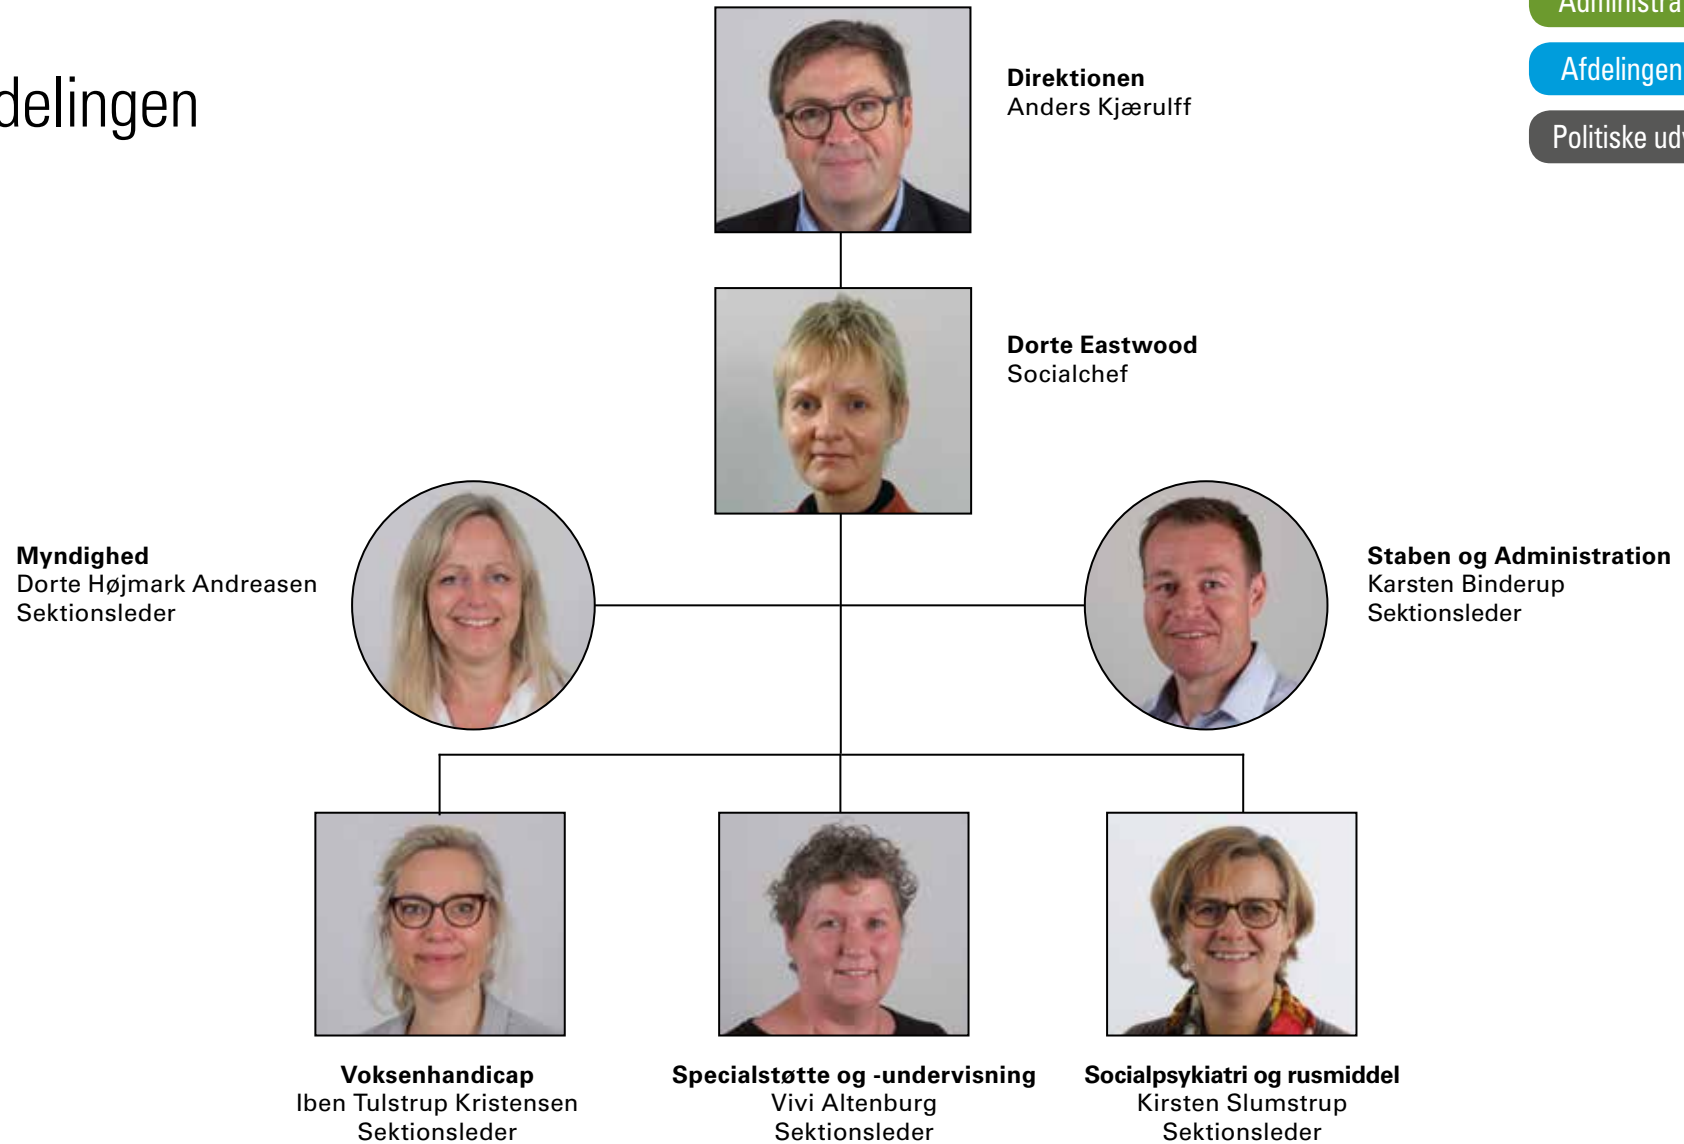 delingen
Afdelingen
Direktionen
Anders Kjærulff
Dorte Eastwood
Socialchef
Myndighed
Dorte Højmark Andreasen
Sektionsleder
Staben og Administration
Karsten Binderup
Sektionsleder
Voksenhandicap
Iben Tulstrup Kristensen
Sektionsleder
Specialstøtte og -undervisning
Vivi Altenburg
Sektionsleder
Socialpsykiatri og rusmiddel
Kirsten Slumstrup
Sektionsleder
Politiske